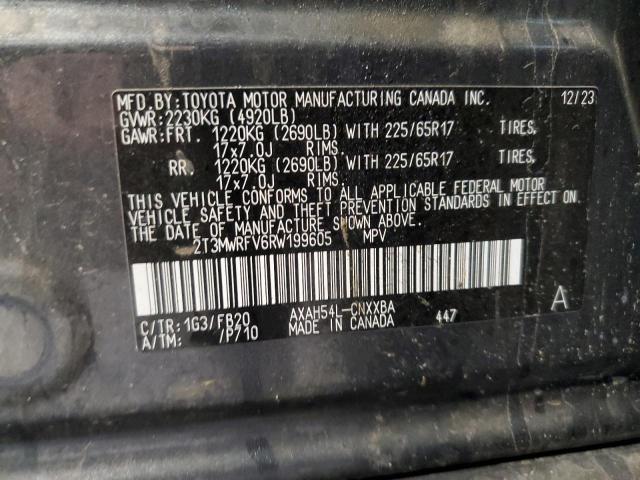 MFD.BY:TOYOTA MOTOR MANUFACTURING CANADA INC. 12/23
GVWR:2230KG (4920LB)
GAWR:FRT. 1220KG (2690LB) WITH 225/65R17 TIRES,
17x7.0J RIMS.
RR. 1220KG (2690LB) WITH 225/65R17 TIRES,
17x7.0J RIMS.
THIS VEHICLE CONFORMS TO ALL APPLICABLE FEDERAL MOTOR
VEHICLE SAFETY AND THEFT PREVENTION STANDARDS IN EFFECT ON
THE DATE OF MANUFACTURE SHOWN ABOVE.
2T3MWRFV6RW199605 MPV
C/TR:1G3/FB20 AXAH54L-CNXXBA 447 A
A/TM: /P710 MADE IN CANADA